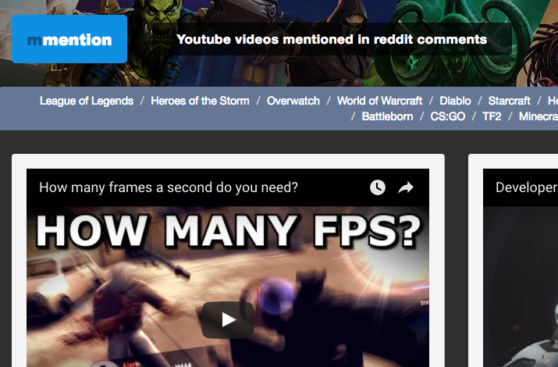 mmention
Youtube videos mentioned in reddit comments
League of Legends / Heroes of the Storm / Overwatch / World of Warcraft / Diablo / Starcraft / He
/ Battleborn / CS:GO / TF2 / Minecra
How many frames a second do you need?
Developer
HOW MANY FPS?